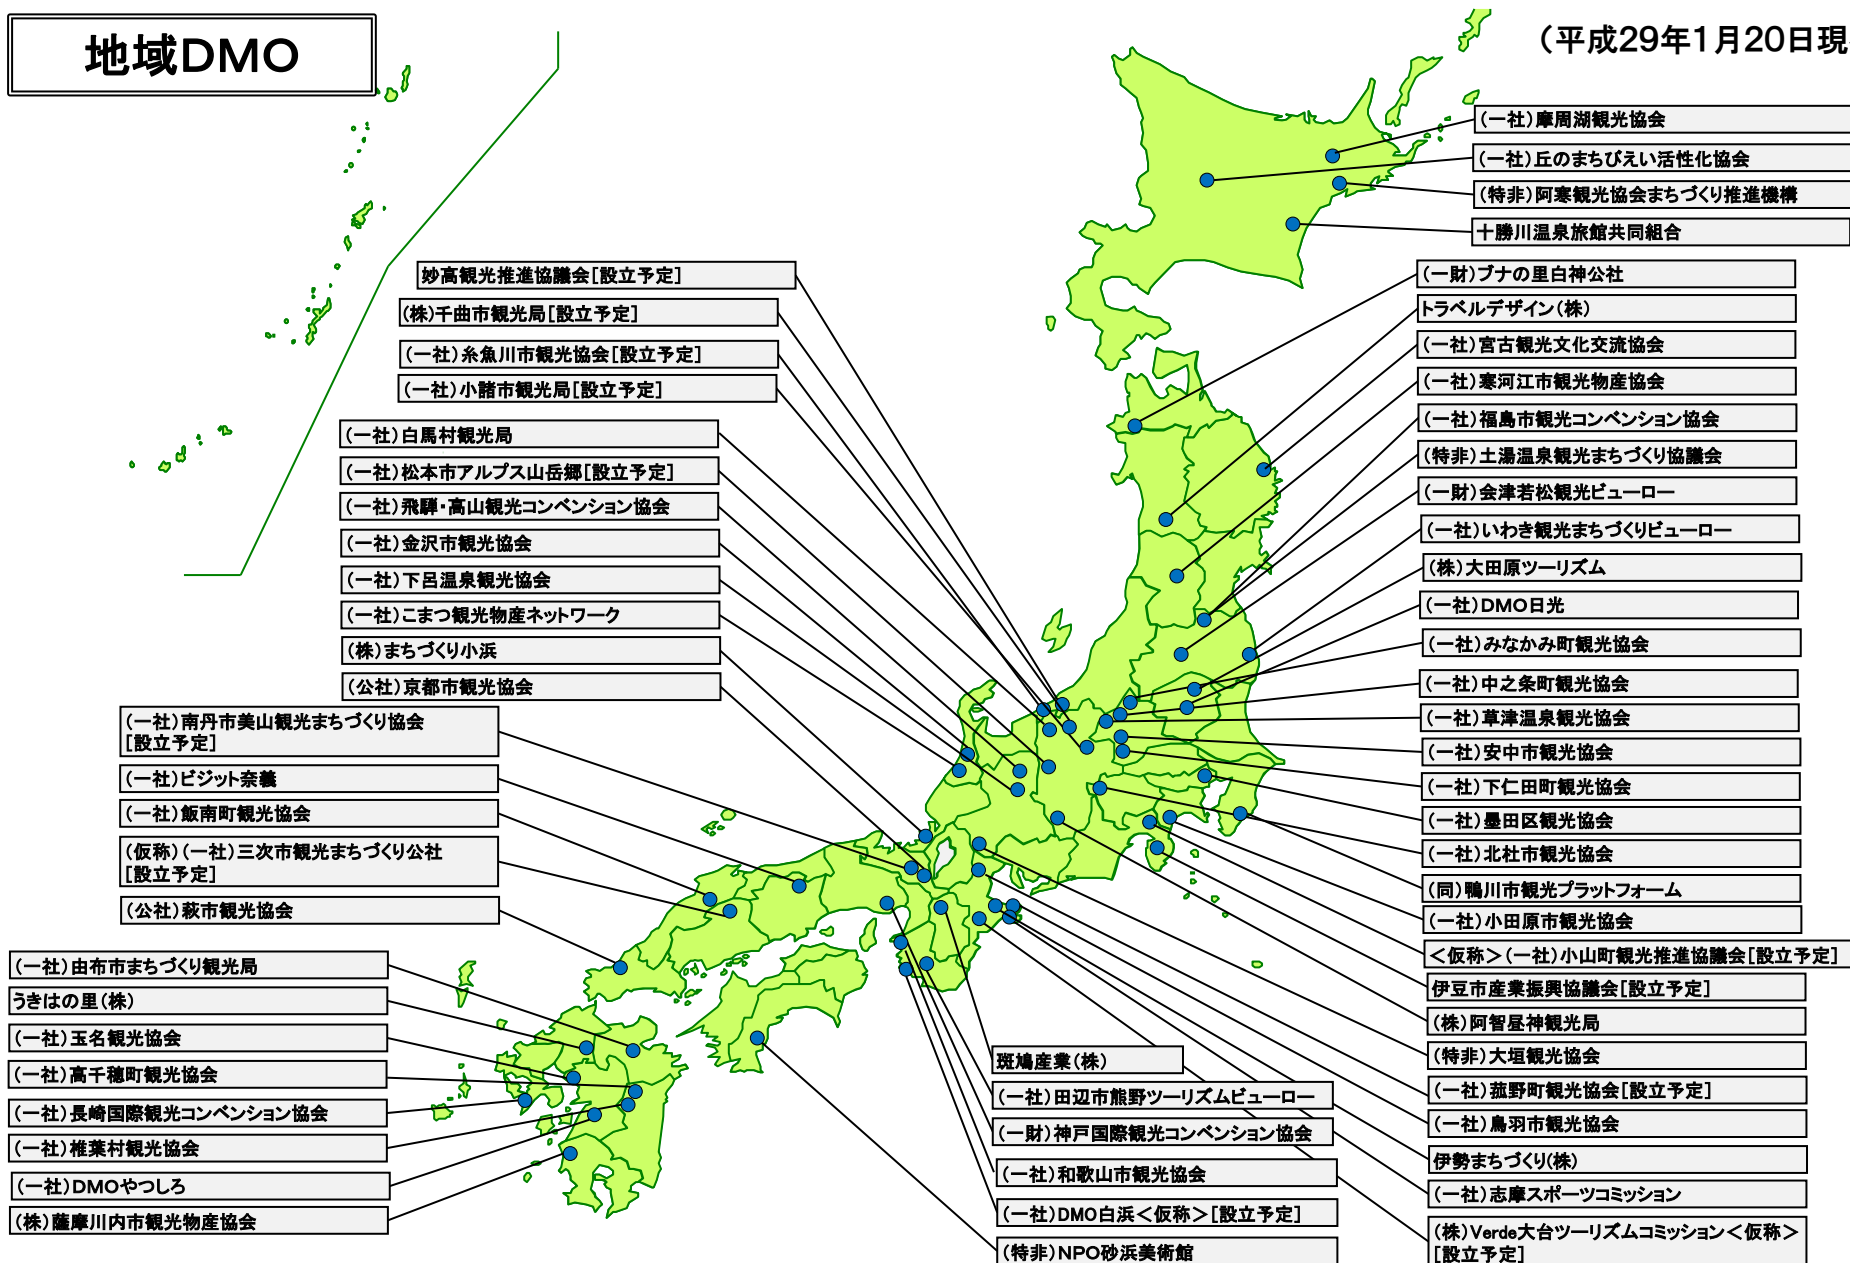 地域DMO
(平成29年1月20日現
(一社)摩周湖観光協会
(一社)丘のまちびえい活性化協会
(特非)阿寒観光協会まちづくり推進機構
十勝川温泉旅館共同組合
(一財)ブナの里白神公社
トラベルデザイン(株)
(一社)宮古観光文化交流協会
(一社)寒河江市観光物産協会
(一社)福島市観光コンベンション協会
(特非)土湯温泉観光まちづくり協議会
(一財)会津若松観光ビューロー
(一社)いわき観光まちづくりビューロー
(株)大田原ツーリズム
(一社)DMO日光
(一社)みなかみ町観光協会
(一社)中之条町観光協会
(一社)草津温泉観光協会
(一社)安中市観光協会
(一社)下仁田町観光協会
(一社)墨田区観光協会
(一社)北杜市観光協会
(同)鴨川市観光プラットフォーム
(一社)小田原市観光協会
<仮称>(一社)小山町観光推進協議会[設立予定]
伊豆市産業振興協議会[設立予定]
(株)阿智昼神観光局
(特非)大垣観光協会
(一社)菰野町観光協会[設立予定]
(一社)鳥羽市観光協会
伊勢まちづくり(株)
(一社)志摩スポーツコミッション
(株)Verde大台ツーリズムコミッション<仮称>
[設立予定]
妙高観光推進協議会[設立予定]
(株)千曲市観光局[設立予定]
(一社)糸魚川市観光協会[設立予定]
(一社)小諸市観光局[設立予定]
(一社)白馬村観光局
(一社)松本市アルプス山岳郷[設立予定]
(一社)飛騨・高山観光コンベンション協会
(一社)金沢市観光協会
(一社)下呂温泉観光協会
(一社)こまつ観光物産ネットワーク
(株)まちづくり小浜
(公社)京都市観光協会
(一社)南丹市美山観光まちづくり協会
[設立予定]
(一社)ビジット奈義
(一社)飯南町観光協会
(仮称)(一社)三次市観光まちづくり公社
[設立予定]
(公社)萩市観光協会
(一社)由布市まちづくり観光局
うきはの里(株)
(一社)玉名観光協会
(一社)高千穂町観光協会
(一社)長崎国際観光コンベンション協会
(一社)椎葉村観光協会
(一社)DMOやつしろ
(株)薩摩川内市観光物産協会
斑鳩産業(株)
(一社)田辺市熊野ツーリズムビューロー
(一財)神戸国際観光コンベンション協会
(一社)和歌山市観光協会
(一社)DMO白浜<仮称>[設立予定]
(特非)NPO砂浜美術館